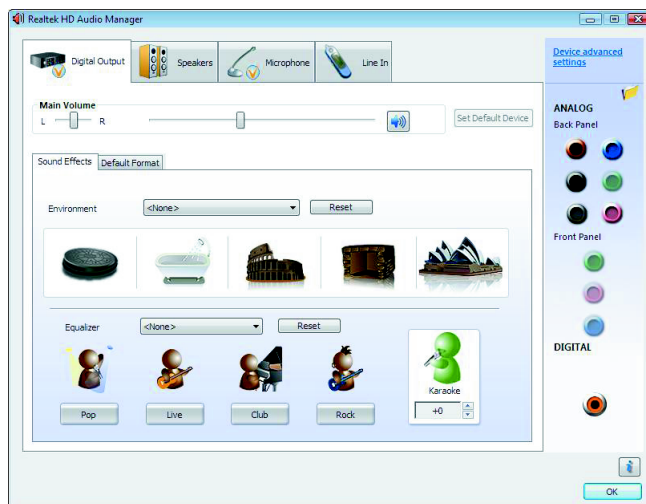 Realtek HD Audio Manager
Digital Output
Speakers
Microphone
Line In
Device advanced
settings
Main Volume
L
R
Set Default Device
ANALOG
Back Panel
Sound Effects
Default Format
Environment
<None>
Reset
Front Panel
Equalizer
<None>
Reset
DIGITAL
Karaoke
Pop
Live
Club
Rock
+0
OK